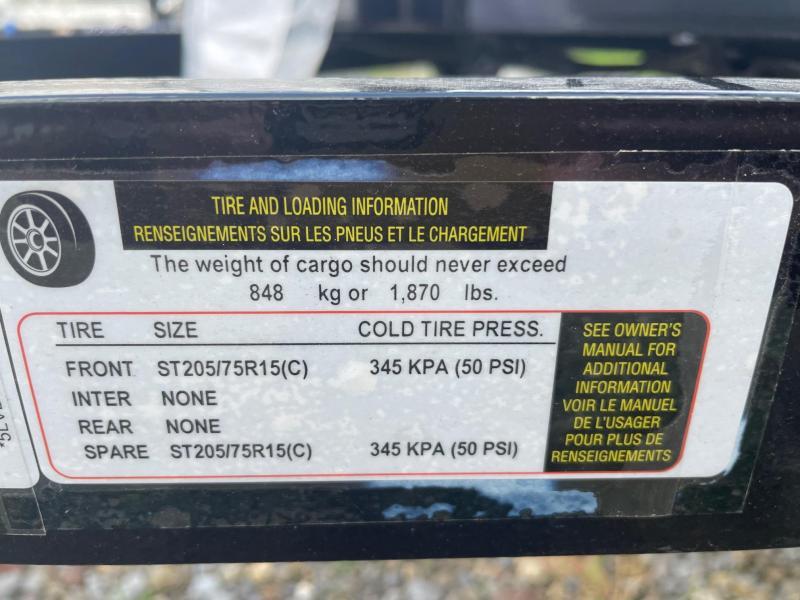 TIRE AND LOADING INFORMATION
RENSEIGNEMENTS SUR LES PNEUS ET LE CHARGEMENT
The weight of cargo should never exceed
848 kg or 1,870 lbs.
TIRE SIZE COLD TIRE PRESS.
FRONT ST205/75R15(C) 345 KPA (50 PSI)
INTER NONE
REAR NONE
SPARE ST205/75R15(C) 345 KPA (50 PSI)
SEE OWNER'S
MANUAL FOR
ADDITIONAL
INFORMATION
VOIR LE MANUEL
DE L'USAGER
POUR PLUS DE
RENSEIGNEMENTS